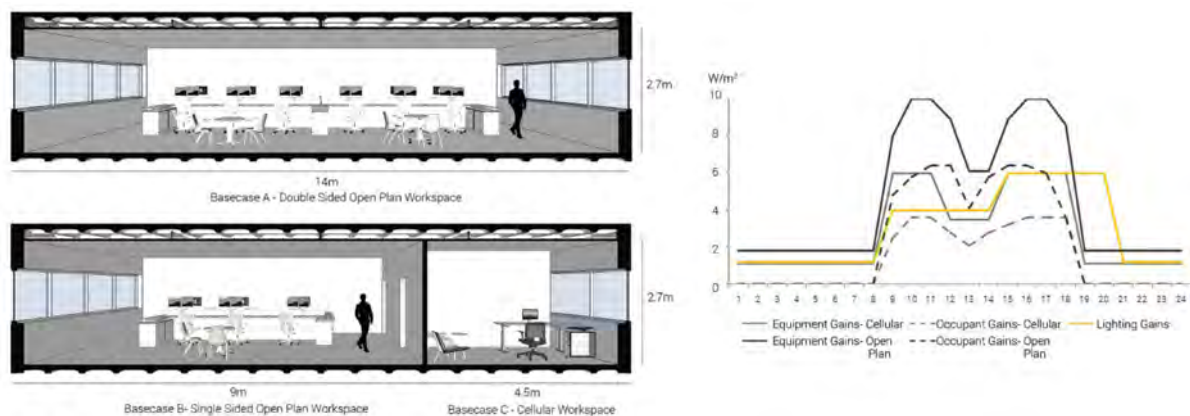 2.7m
14m
Basecase A - Double Sided Open Plan Workspace
2.7m
9m
4.5m
Basecase B- Single Sided Open Plan Workspace
Basecase C - Cellular Workspace
W/m²
10
8
6
4
2
0
1 2 3 4 5 6 7 8 9 10 11 12 13 14 15 16 17 18 19 20 21 22 23 24
Equipment Gains- Cellular
Occupant Gains- Cellular
Lighting Gains
Equipment Gains- Open Plan
Occupant Gains- Open Plan